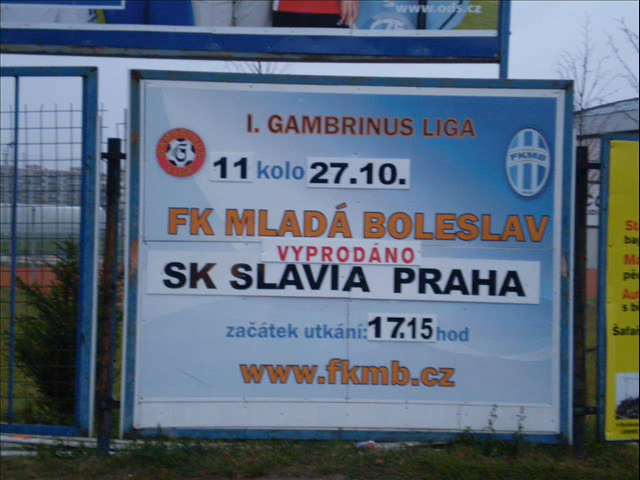 www.ods.cz
I. GAMBRINUS LIGA
FKMB
11 kolo 27.10.
FK MLADÁ BOLESLAV
VYPRODÁNO
SK SLAVIA PRAHA
začátek utkání: 17.15 hod
www.fkmb.cz